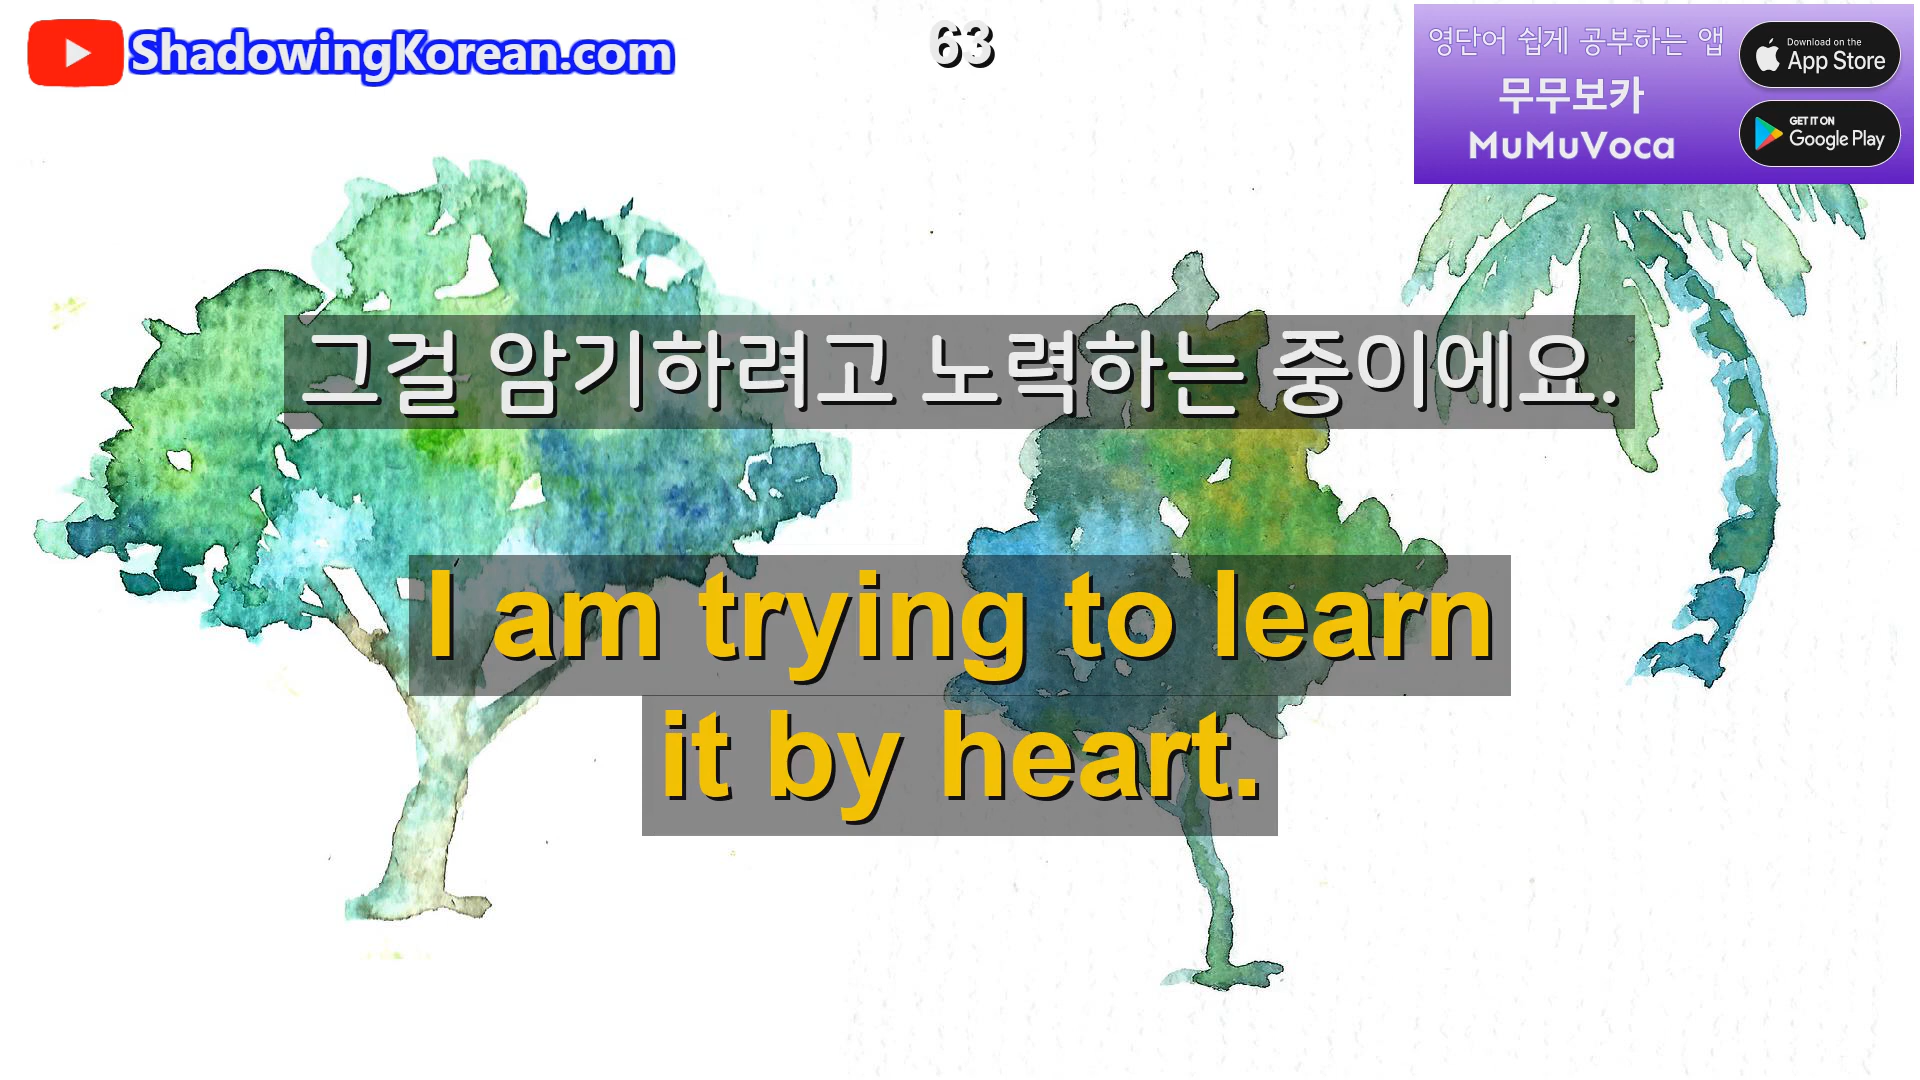 ShadowingKorean.com
63
영단어 쉽게 공부하는 앱
무무보카
MuMuVoca
Download on the
App Store
GET IT ON
Google Play
그걸 암기하려고 노력하는 중이에요.
I am trying to learn
it by heart.